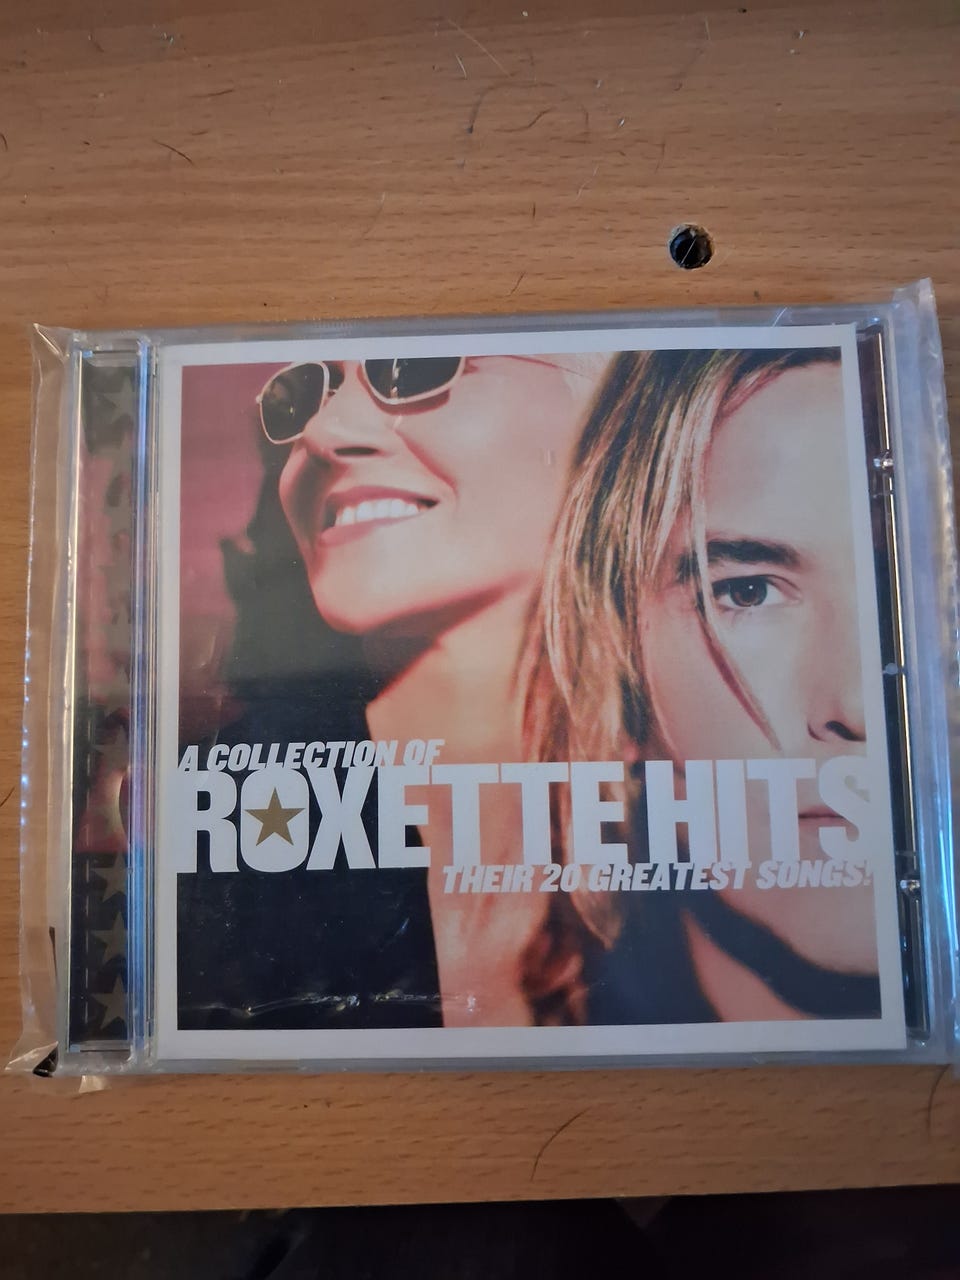 A COLLECTION OF
ROXETTE HITS
THEIR 20 GREATEST SONGS!